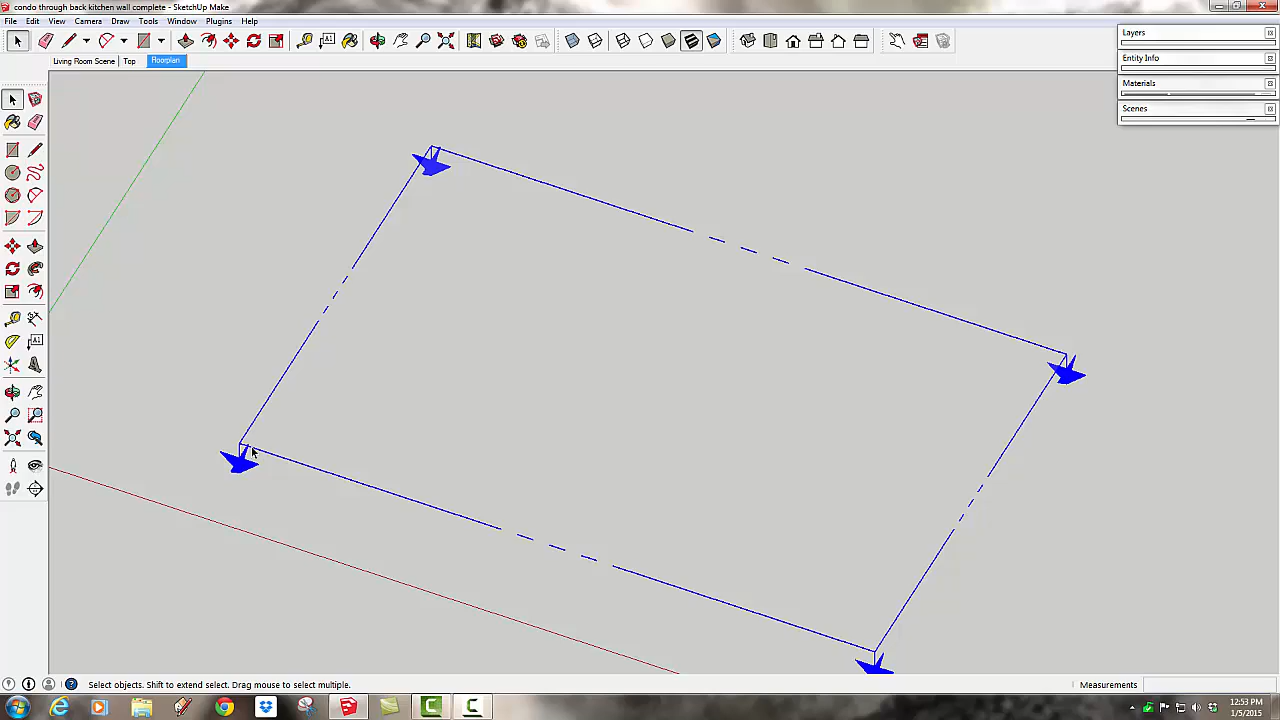 condo through back kitchen wall complete - SketchUp Make
File Edit View Camera Draw Tools Window Plugins Help
Living Room Scene Top Floorplan
Layers
Entity Info
Materials
Scenes
Select objects. Shift to extend select. Drag mouse to select multiple.
Measurements
12:53 PM
1/5/2015